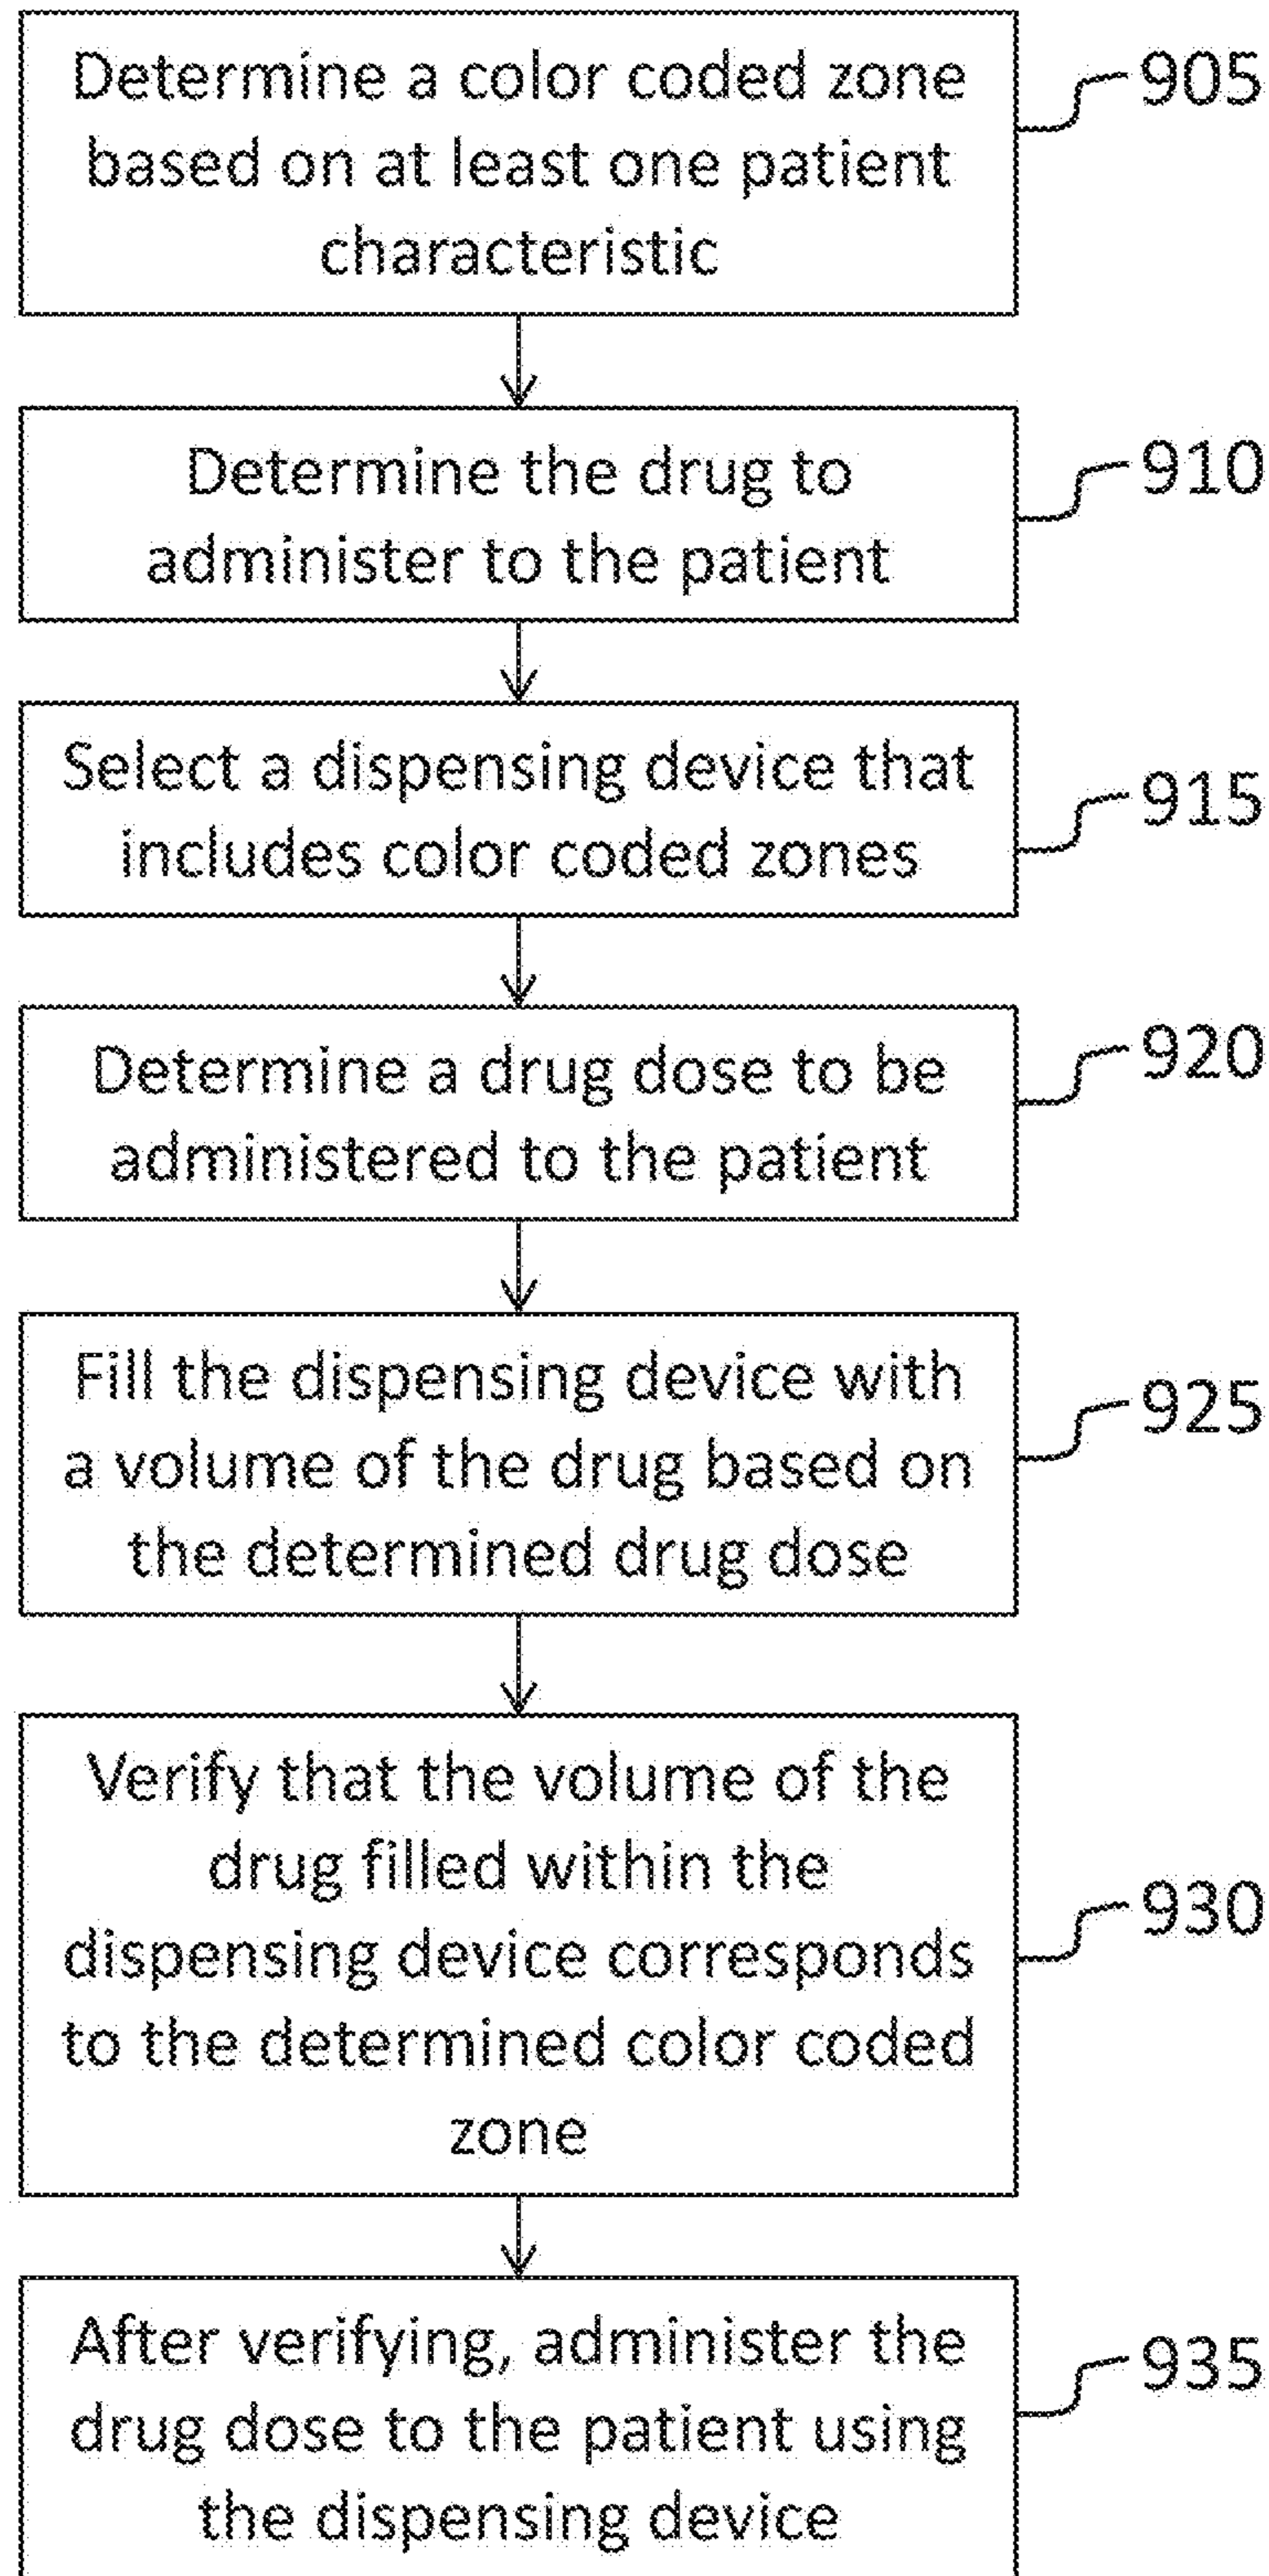 Determine a color coded zone
based on at least one patient
characteristic
905
Determine the drug to
administer to the patient
910
Select a dispensing device that
includes color coded zones
915
Determine a drug dose to be
administered to the patient
920
Fill the dispensing device with
a volume of the drug based on
the determined drug dose
925
Verify that the volume of the
drug filled within the
dispensing device corresponds
to the determined color coded
zone
930
After verifying, administer the
drug dose to the patient using
the dispensing device
935